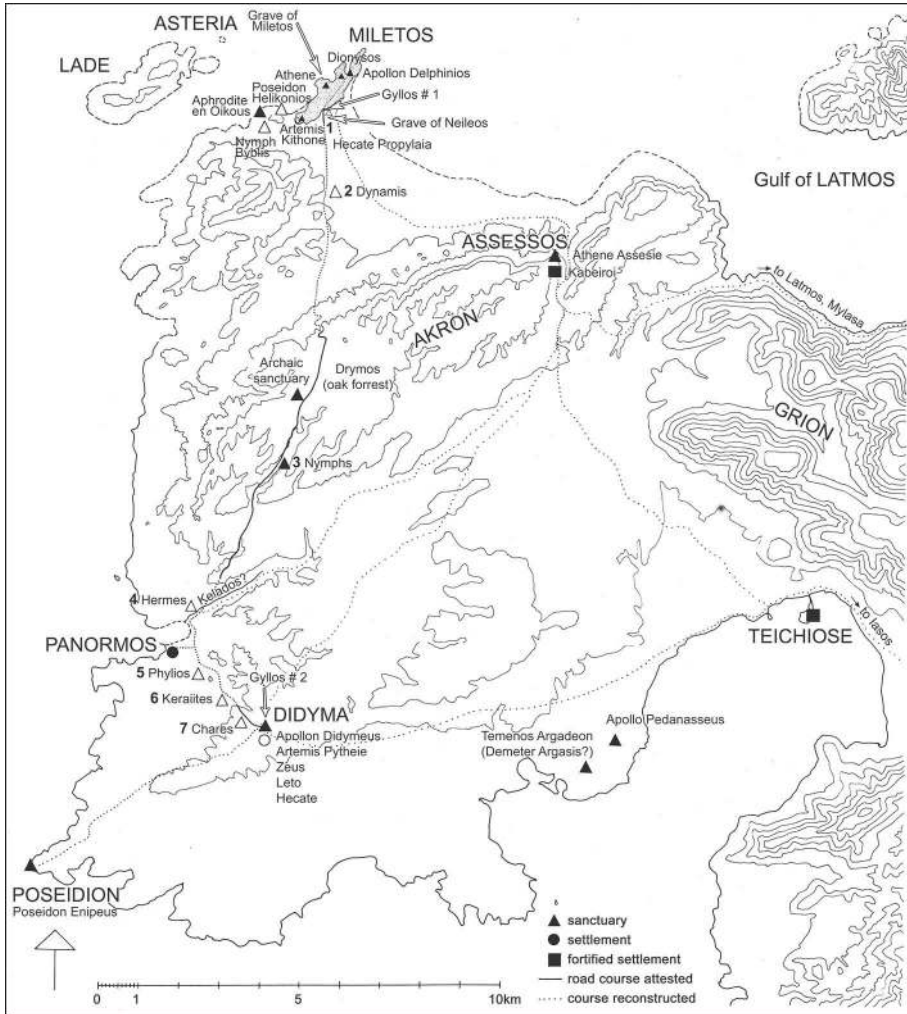 ASTERIA
Grave of
Miletos
MILETOS
LADE
Dionysos
Athene
Apollon Delphinios
Poseidon
Helikonios
Aphrodite
en Oikous
Gyllos # 1
Grave of Neileos
Artemis
Kithone
1
Hecate Propylaia
Nymph
Byblis
2 Dynamis
Gulf of LATMOS
ASSESSOS
Athene Assesie
Kabeiroi
to Latmos, Mylasa
AKRON
Archaic
sanctuary
Drymos
(oak forrest)
GRION
3 Nymphs
4 Hermes
Kelados?
PANORMOS
TEICHIOSE
to Iasos
5 Phylios
Gyllos # 2
6 Keraiites
7 Chares
DIDYMA
Apollon Didymeus
Artemis Pytheie
Zeus
Leto
Hecate
Apollo Pedanasseus
Temenos Argadeon
(Demeter Argasis?)
POSEIDION
Poseidon Enipeus
sanctuary
settlement
fortified settlement
road course attested
course reconstructed
0 1 5 10km